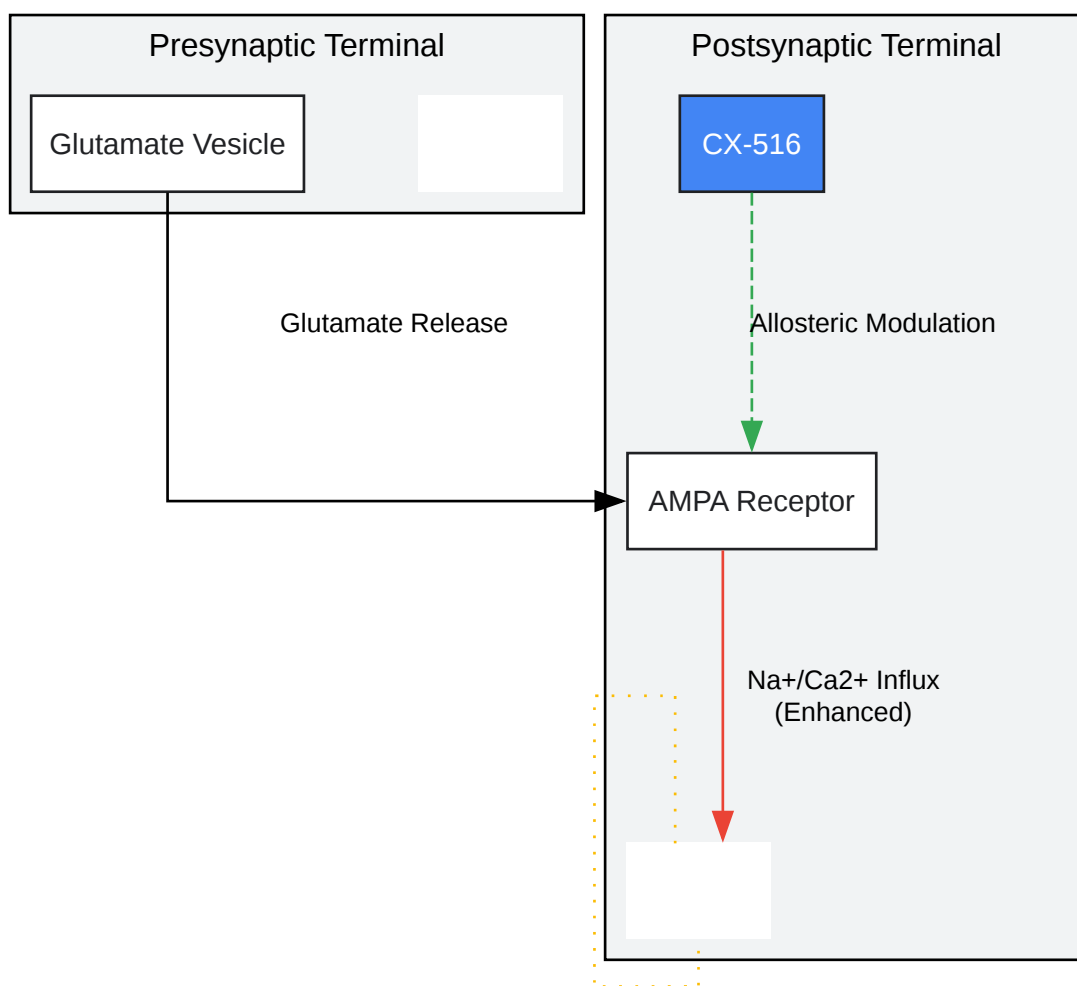 Presynaptic Terminal
Postsynaptic Terminal
Glutamate Vesicle
CX-516
Glutamate Release
Allosteric Modulation
AMPA Receptor
Na+/Ca2+ Influx
(Enhanced)